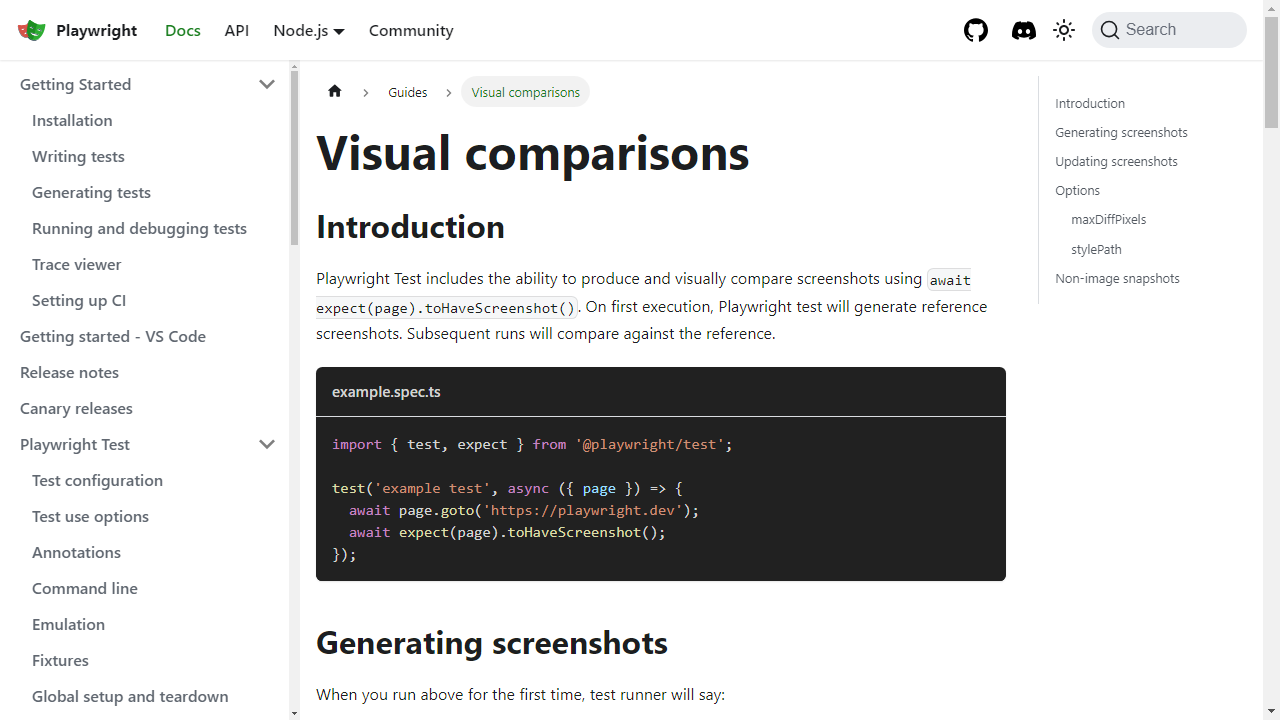 Playwright
Docs
API
Node.js
Community
Search
Getting Started
Installation
Writing tests
Generating tests
Running and debugging tests
Trace viewer
Setting up CI
Getting started - VS Code
Release notes
Canary releases
Playwright Test
Test configuration
Test use options
Annotations
Command line
Emulation
Fixtures
Global setup and teardown
Guides
Visual comparisons
Visual comparisons
Introduction
Playwright Test includes the ability to produce and visually compare screenshots using await
expect(page).toHaveScreenshot(). On first execution, Playwright test will generate reference
screenshots. Subsequent runs will compare against the reference.
example.spec.ts
import { test, expect } from '@playwright/test';
test('example test', async ({ page }) => {
  await page.goto('https://playwright.dev');
  await expect(page).toHaveScreenshot();
});
Generating screenshots
When you run above for the first time, test runner will say:
Introduction
Generating screenshots
Updating screenshots
Options
maxDiffPixels
stylePath
Non-image snapshots